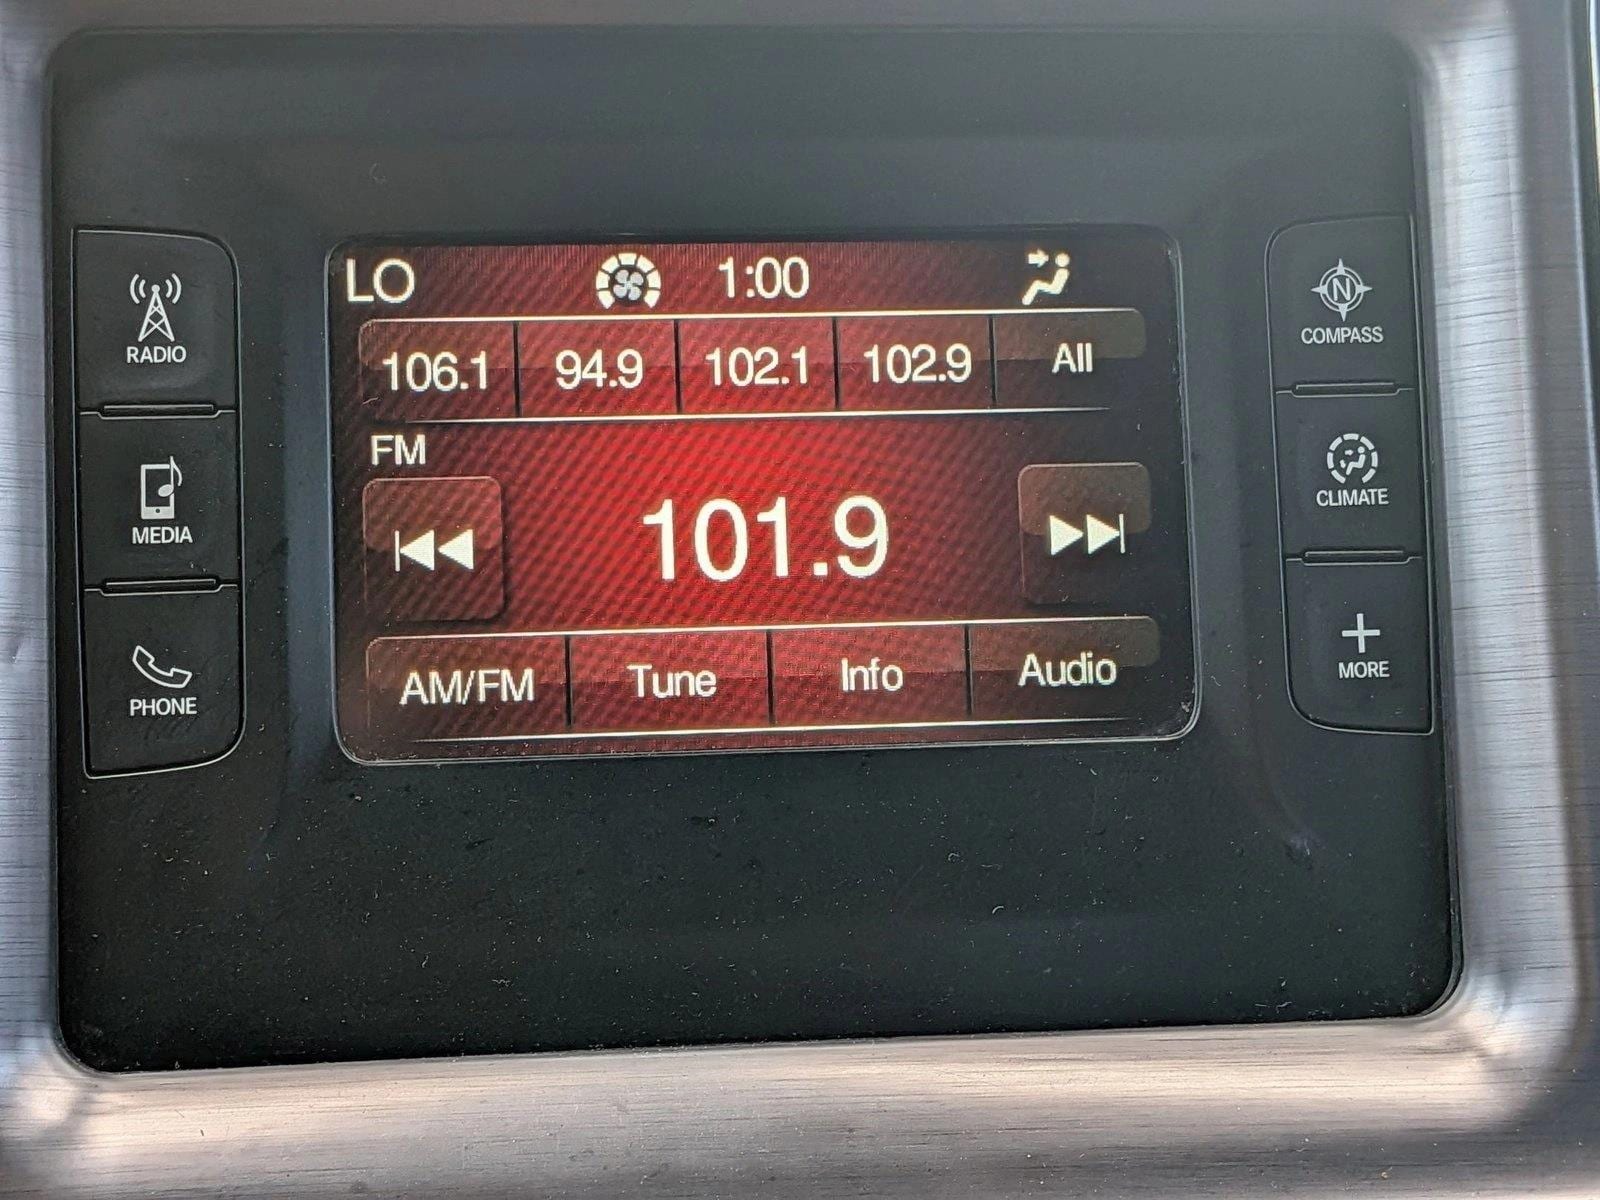 LO 1:00
106.1 94.9 102.1 102.9 All
FM
101.9
AM/FM Tune Info Audio
RADIO
MEDIA
PHONE
N
COMPASS
CLIMATE
MORE